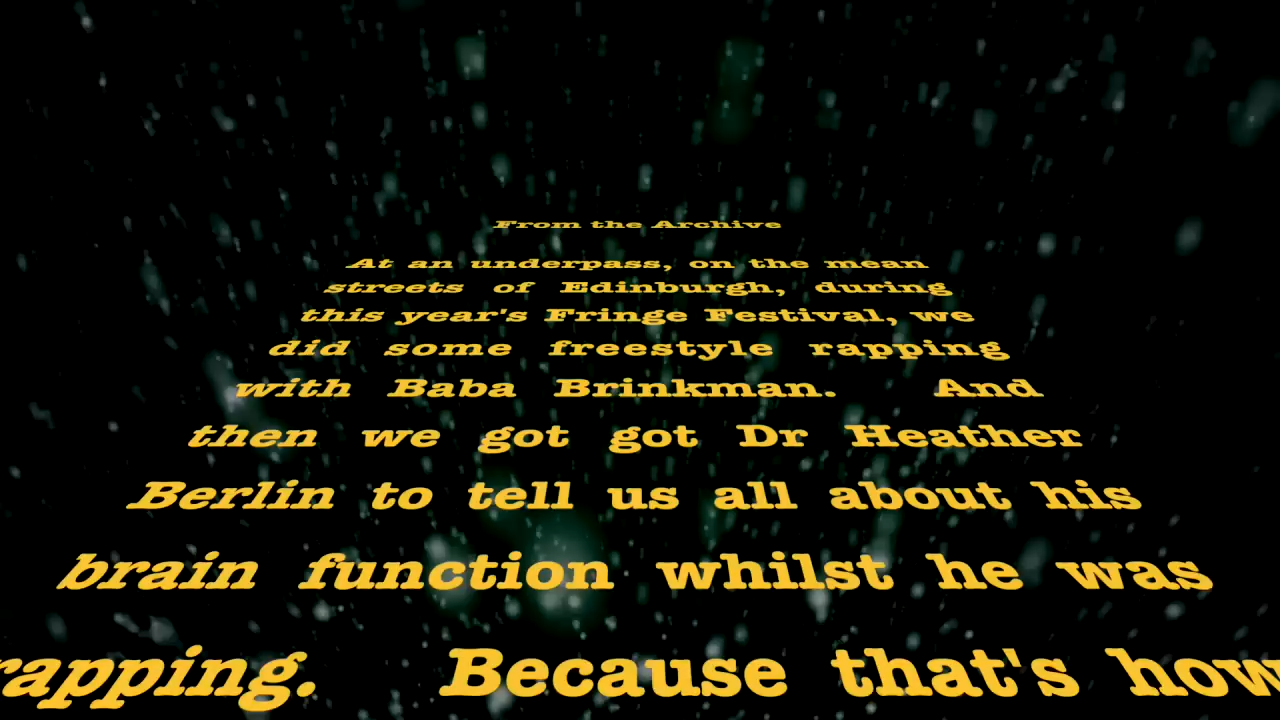 From the Archive
At an underpass, on the mean
streets of Edinburgh, during
this year's Fringe Festival, we
did some freestyle rapping
with Baba Brinkman. And
then we got got Dr Heather
Berlin to tell us all about his
brain function whilst he was
rapping. Because that's how